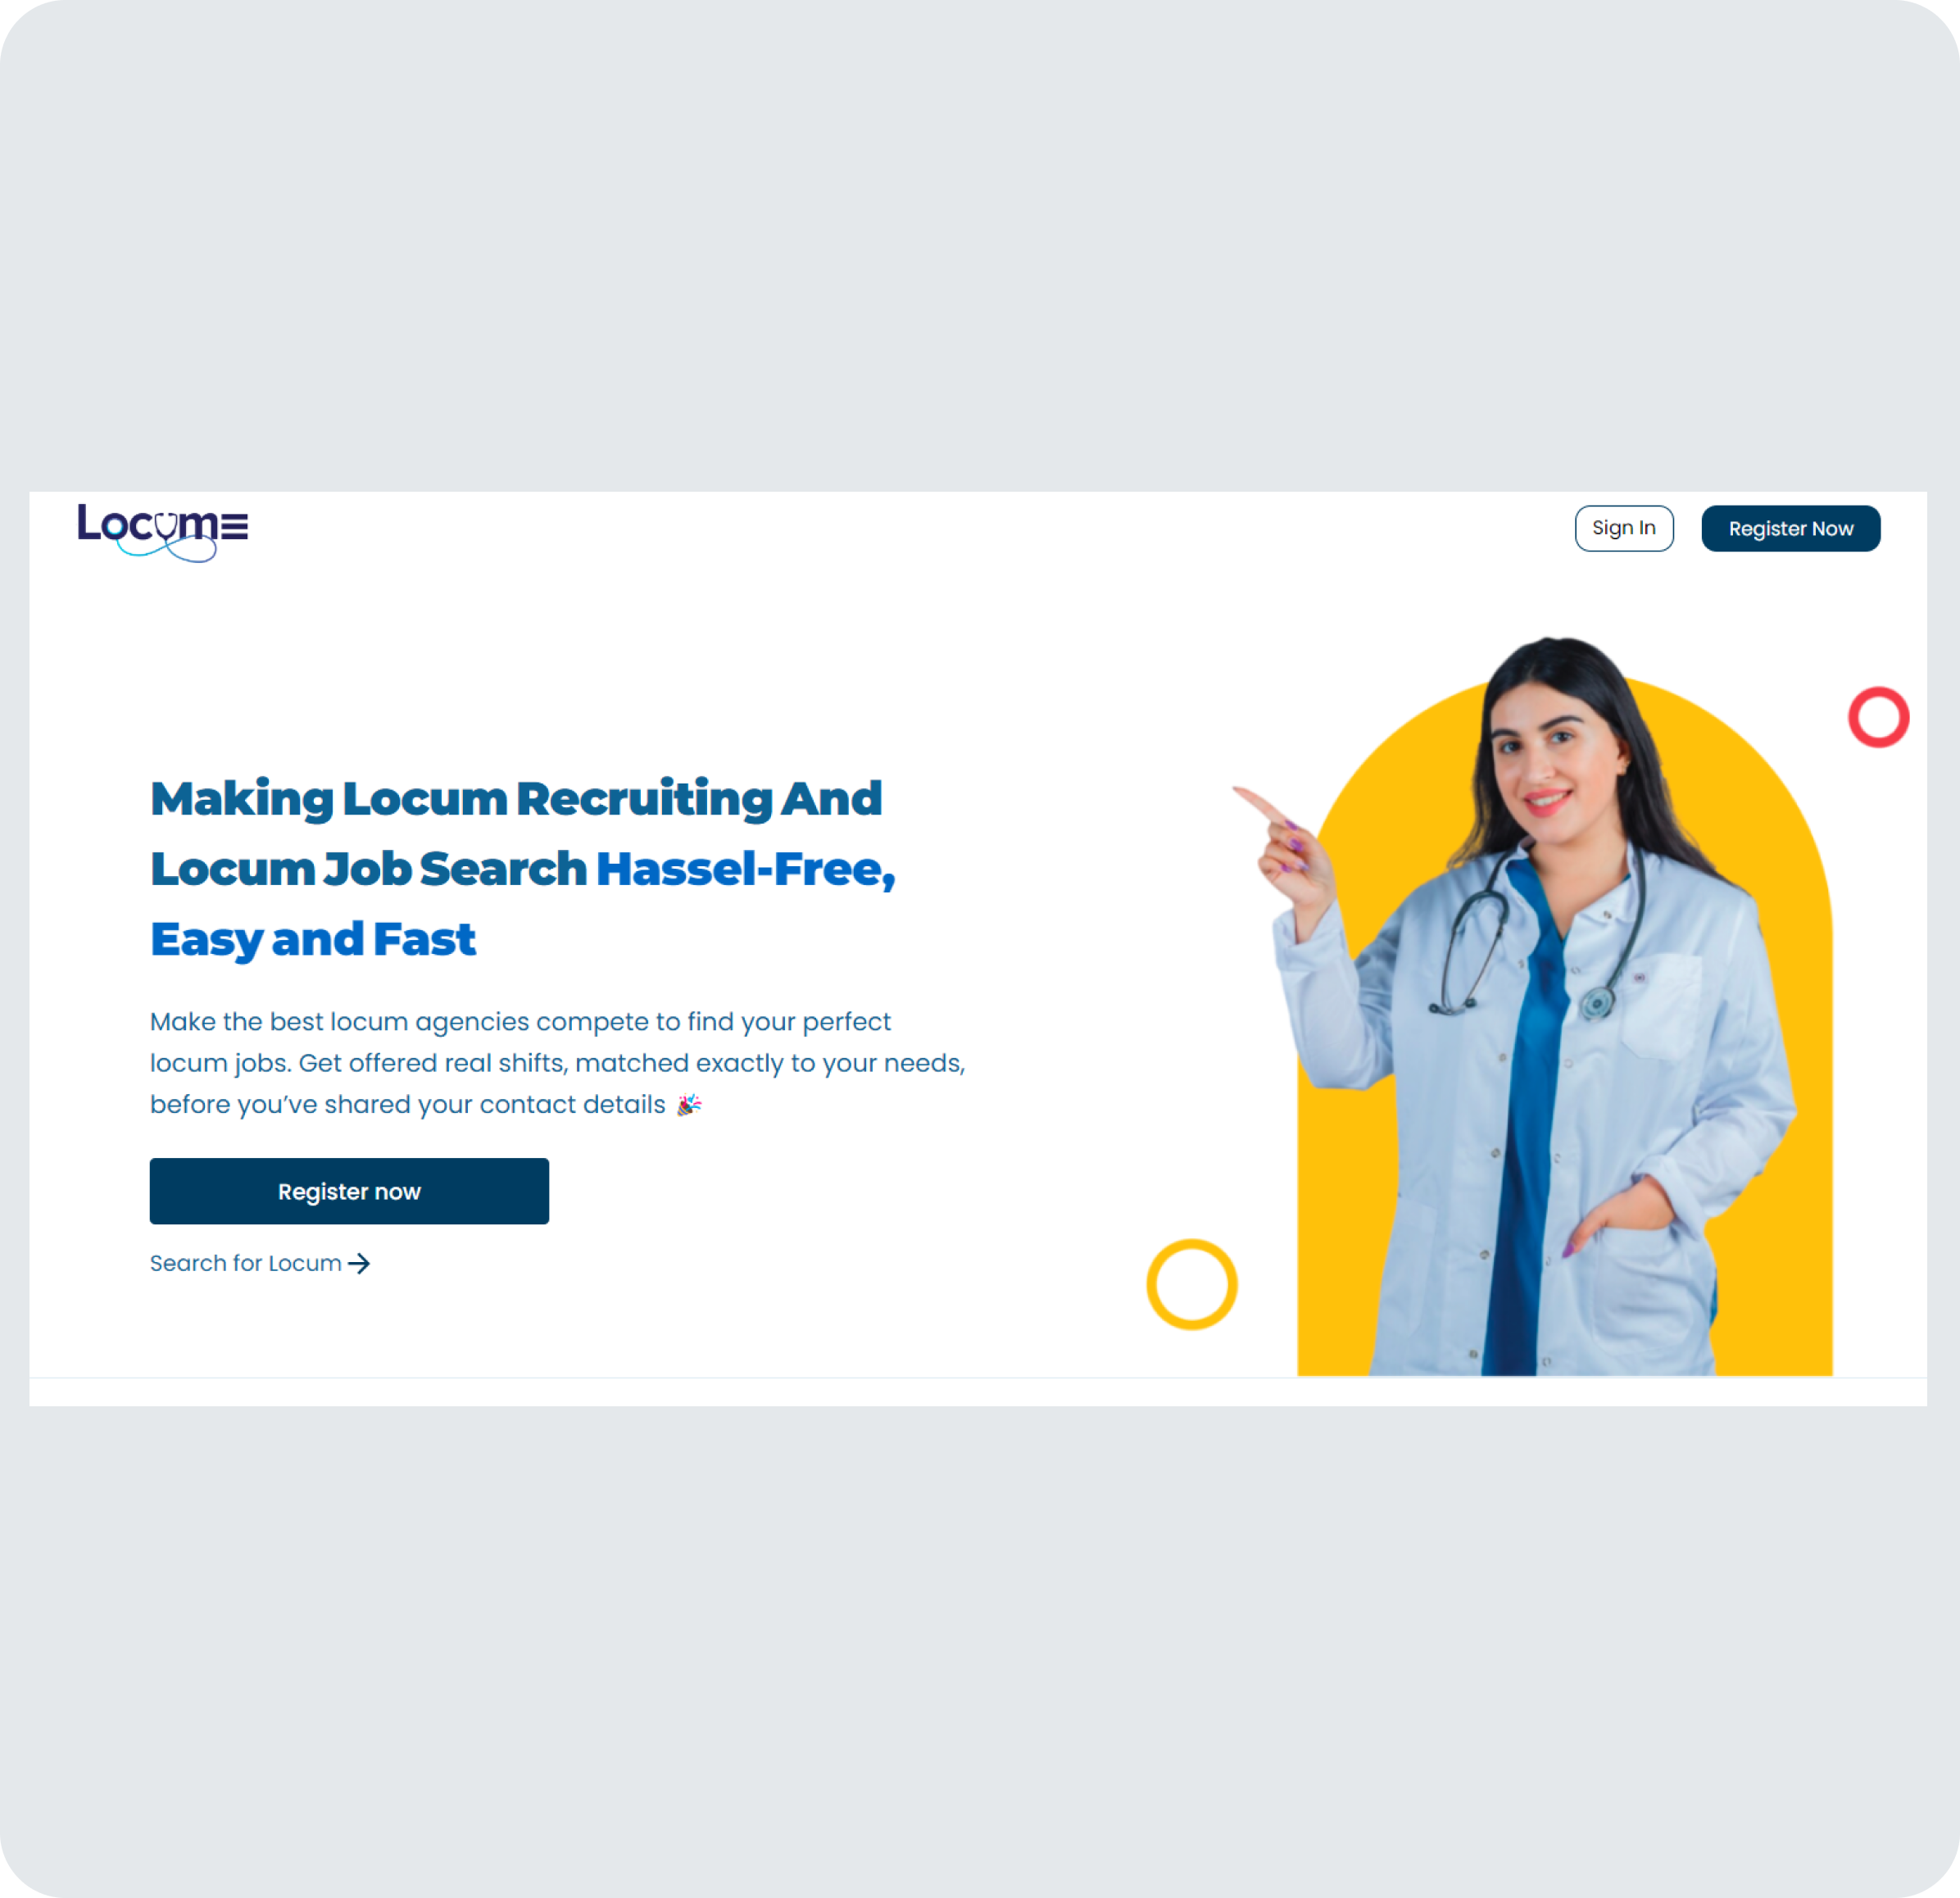 Locume
Sign In
Register Now
Making Locum Recruiting And
Locum Job Search Hassel-Free,
Easy and Fast
Make the best locum agencies compete to find your perfect
locum jobs. Get offered real shifts, matched exactly to your needs,
before you’ve shared your contact details 🎉
Register now
Search for Locum →